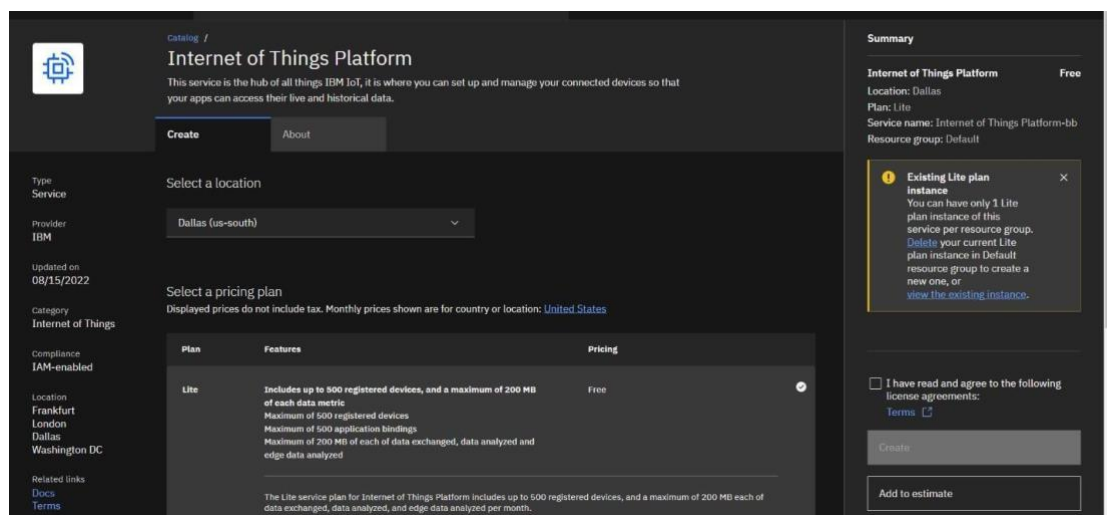 Catalog /
Internet of Things Platform
This service is the hub of all things IBM IoT, it is where you can set up and manage your connected devices so that
your apps can access their live and historical data.
Create
About
Type
Service
Provider
IBM
Updated on
08/15/2022
Category
Internet of Things
Compliance
IAM-enabled
Location
Frankfurt
London
Dallas
Washington DC
Related links
Docs
Terms
Select a location
Dallas (us-south)
Select a pricing plan
Displayed prices do not include tax. Monthly prices shown are for country or location: United States
Plan Features Pricing
Lite Includes up to 500 registered devices, and a maximum of 200 MB Free
of each data metric
Maximum of 500 registered devices
Maximum of 500 application bindings
Maximum of 200 MB of each of data exchanged, data analyzed and
edge data analyzed
The Lite service plan for Internet of Things Platform includes up to 500 registered devices, and a maximum of 200 MB each of
data exchanged, data analyzed, and edge data analyzed per month.
Summary
Internet of Things Platform Free
Location: Dallas
Plan: Lite
Service name: Internet of Things Platform-bb
Resource group: Default
Existing Lite plan
instance
You can have only 1 Lite
plan instance of this
service per resource group.
Delete your current Lite
plan instance in Default
resource group to create a
new one, or
view the existing instance.
I have read and agree to the following
license agreements:
Terms
Create
Add to estimate